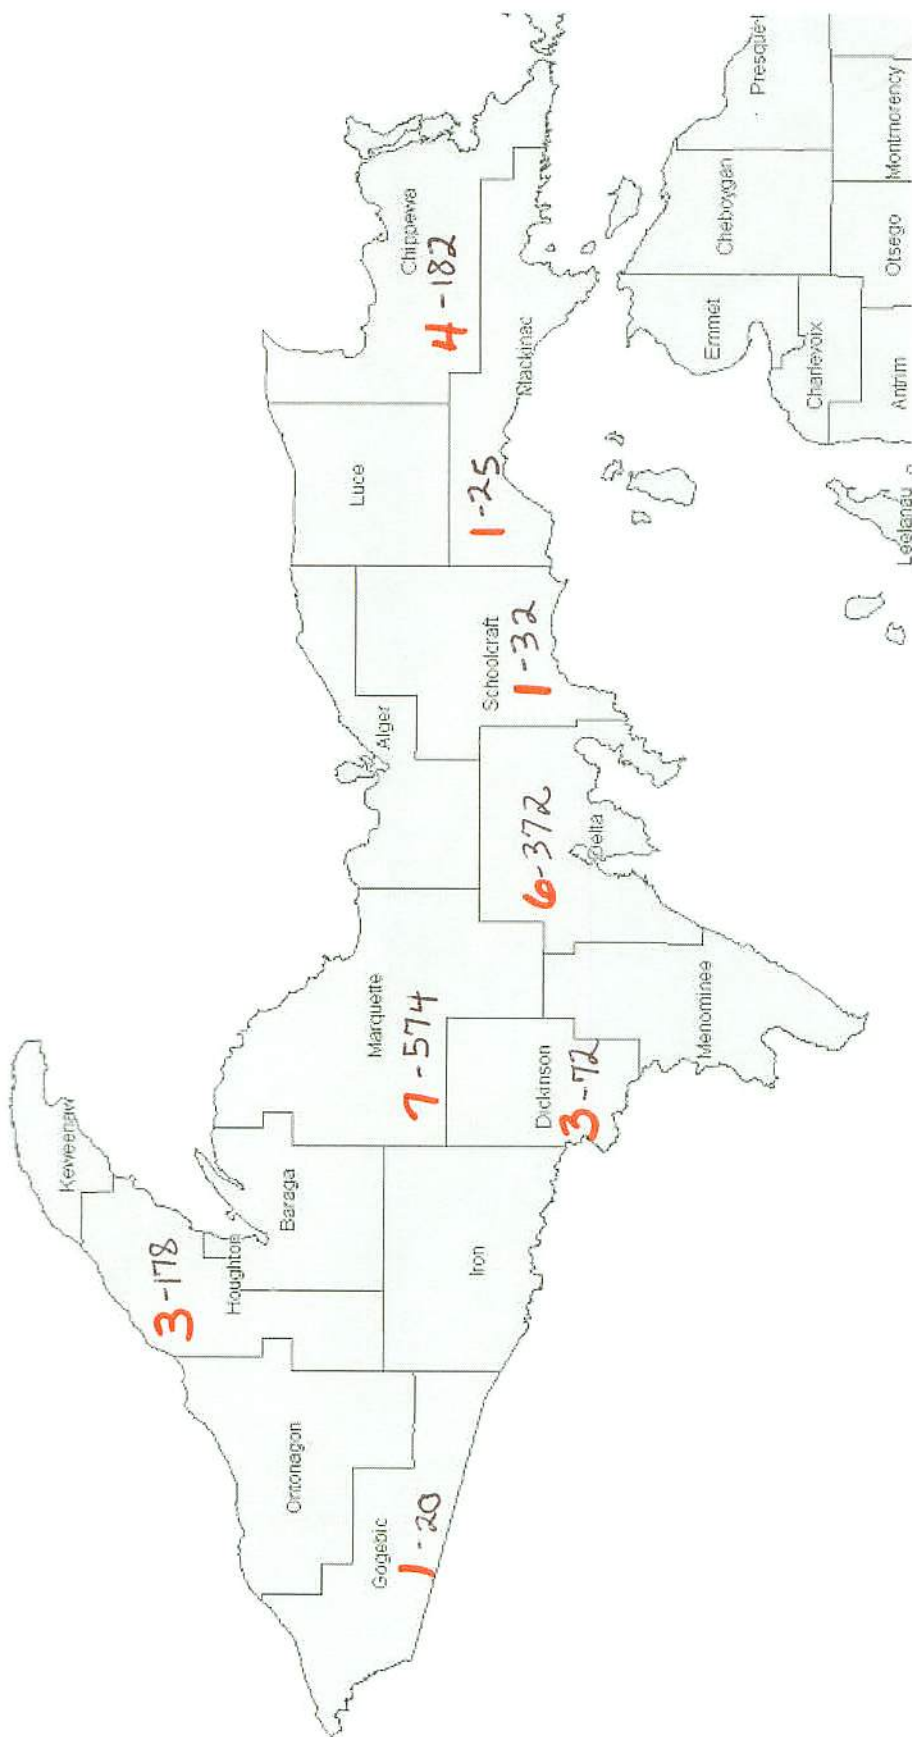 Keweenaw
3-178
Houghton
Ontonagon
Baraga
Gogebic
1-20
Iron
Marquette
7-574
Dickinson
3-72
Menominee
Alger
6-372
Delta
Schoolcraft
1-32
Luce
1-25
Mackinac
Chippewa
4-182
Emmet
Cheboygan
Presque
Charlevoix
Antrim
Otsego
Montmorency
Leelanau